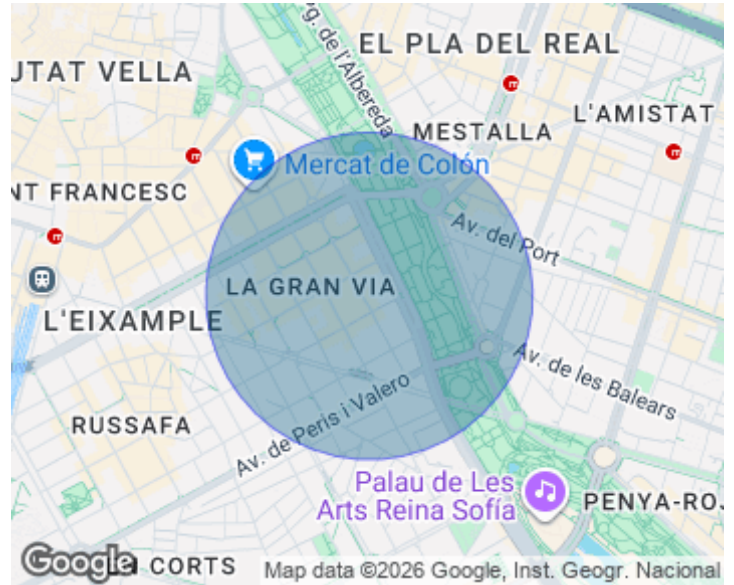 EL PLA DEL REAL
Pg. de l'Albereda
UTAT VELLA
L'AMISTAT
MESTALLA
Mercat de Colón
NT FRANCESC
Av. del Port
LA GRAN VIA
L'EIXAMPLE
Av. de les Balears
RUSSAFA
Av. de Peris i Valero
Palau de Les
Arts Reina Sofía
PENYA-RO
Google
CORTS
Map data ©2026 Google, Inst. Geogr. Nacional